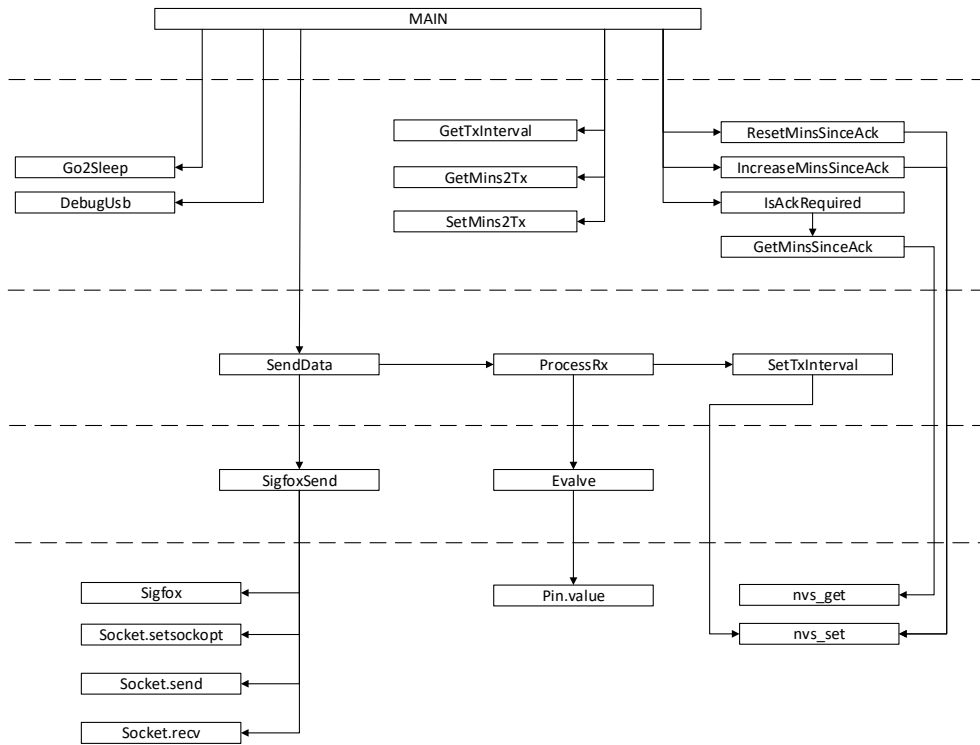 MAIN
GetTxInterval
ResetMinsSinceAck
Go2Sleep
IncreaseMinsSinceAck
GetMins2Tx
DebugUsb
IsAckRequired
SetMins2Tx
GetMinsSinceAck
SendData
ProcessRx
SetTxInterval
SigfoxSend
Evalve
Sigfox
Pin.value
nvs_get
Socket.setsockopt
nvs_set
Socket.send
Socket.recv